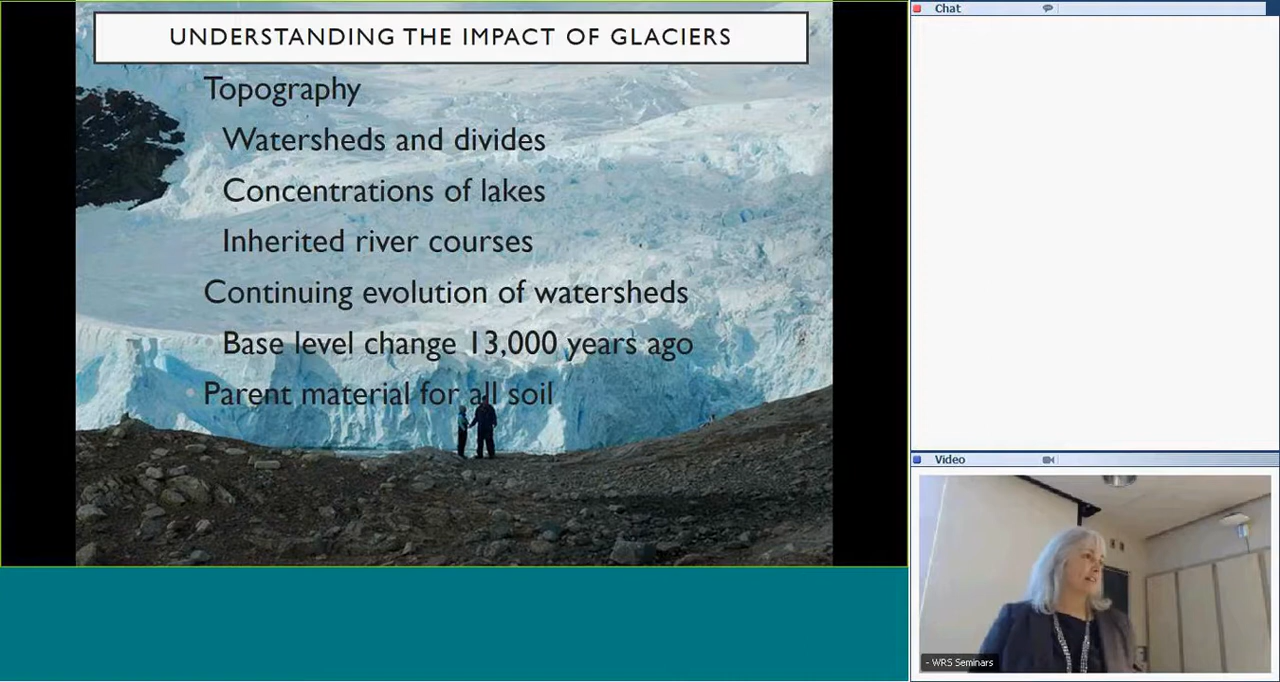 UNDERSTANDING THE IMPACT OF GLACIERS
Topography
Watersheds and divides
Concentrations of lakes
Inherited river courses
Continuing evolution of watersheds
Base level change 13,000 years ago
Parent material for all soil
Chat
Video
- WRS Seminars